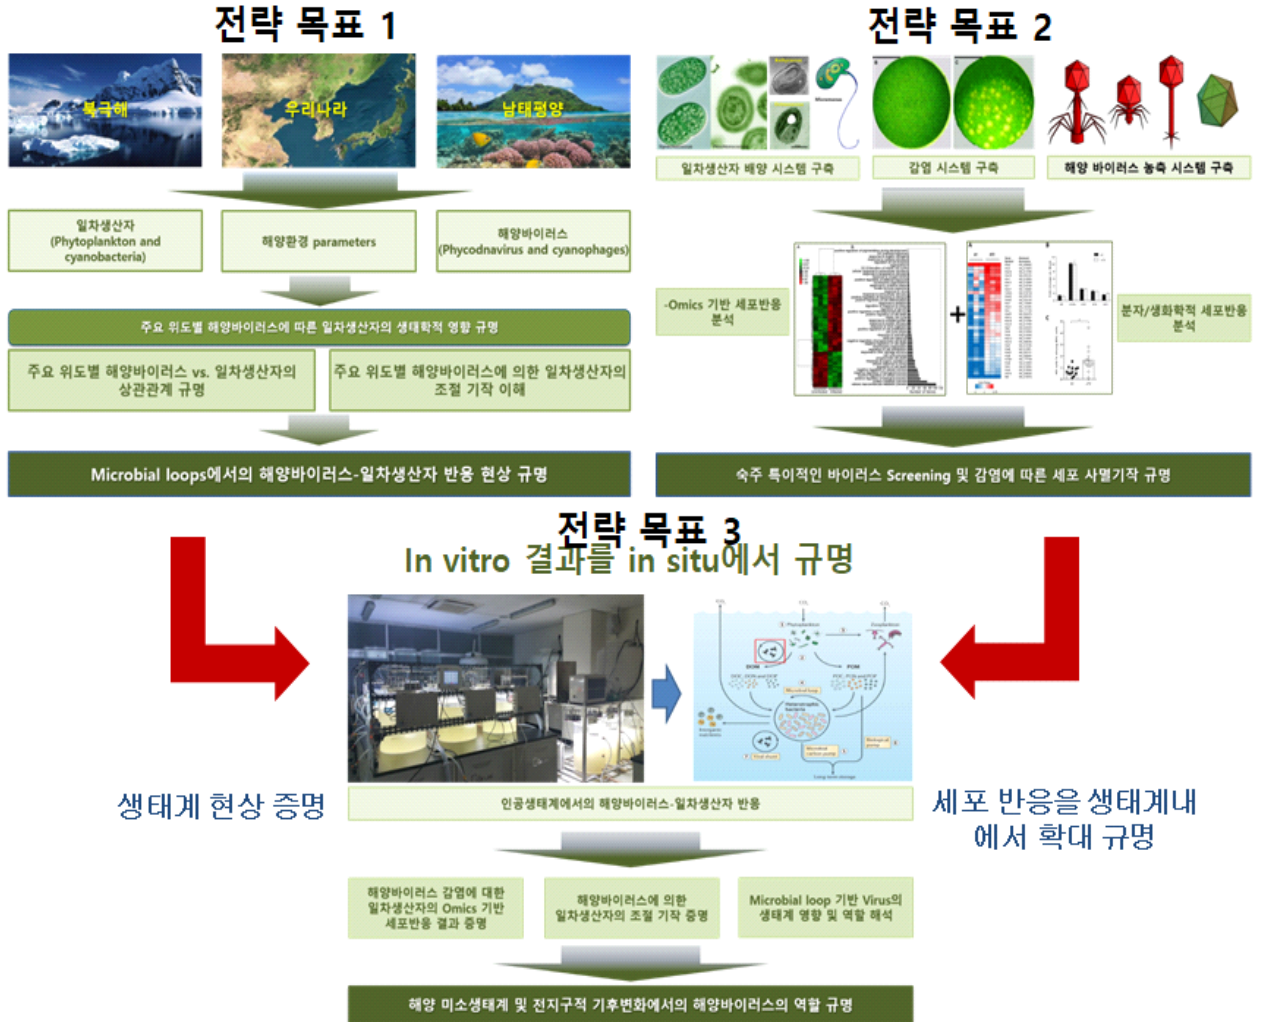 전략 목표 1
북극해
우리나라
남태평양
일차생산자
(Phytoplankton and
cyanobacteria)
해양환경 parameters
해양바이러스
(Phycodnavirus and cyanophages)
주요 위도별 해양바이러스에 따른 일차생산자의 생태학적 영향 규명
주요 위도별 해양바이러스 vs. 일차생산자의
상관관계 규명
주요 위도별 해양바이러스에 의한 일차생산자의
조절 기작 이해
Microbial loops에서의 해양바이러스-일차생산자 반응 현상 규명
전략 목표 2
일차생산자 배양 시스템 구축
감염 시스템 구축
해양 바이러스 농축 시스템 구축
-Omics 기반 세포반응
분석
+
분자/생화학적 세포반응
분석
숙주 특이적인 바이러스 Screening 및 감염에 따른 세포 사멸기작 규명
전략 목표 3
In vitro 결과를 in situ에서 규명
Phytoplankton
Zooplankton
DOM
POM
Microbial loop
Heterotrophic
bacteria
Inorganic
nutrients
Viral shunt
Microbial
carbon pump
Biological
pump
Long-term storage
인공생태계에서의 해양바이러스-일차생산자 반응
생태계 현상 증명
세포 반응을 생태계내
에서 확대 규명
해양바이러스 감염에 대한
일차생산자의 Omics 기반
세포반응 결과 증명
해양바이러스에 의한
일차생산자의 조절 기작 증명
Microbial loop 기반 Virus의
생태계 영향 및 역할 해석
해양 미소생태계 및 전지구적 기후변화에서의 해양바이러스의 역할 규명